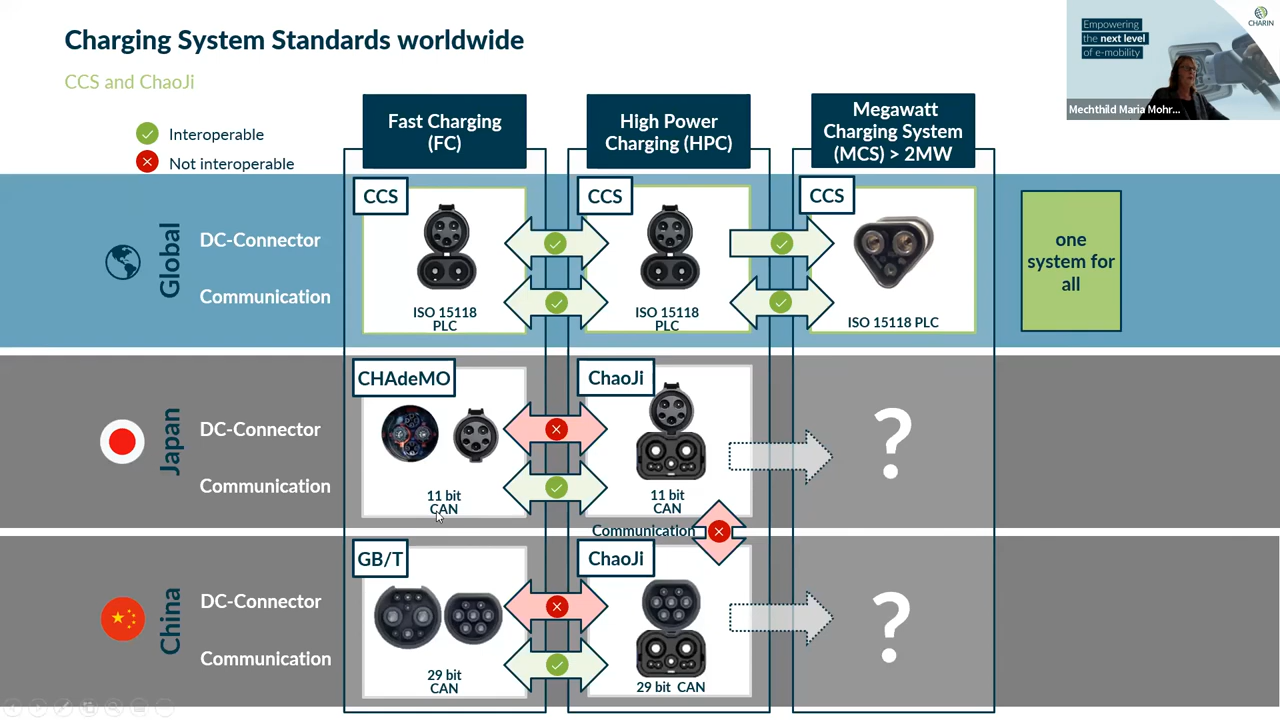 Charging System Standards worldwide
CCS and ChaoJi
Interoperable
Not interoperable
Fast Charging
(FC)
High Power
Charging (HPC)
Megawatt
Charging System
(MCS) > 2MW
Empowering
the next level
of e-mobility
CHARIN
Mechthild Maria Mohr...
Global
DC-Connector
Communication
CCS
ISO 15118
PLC
CCS
ISO 15118
PLC
CCS
ISO 15118 PLC
one
system for
all
Japan
DC-Connector
Communication
CHAdeMO
11 bit
CAN
ChaoJi
11 bit
CAN
?
Communication
China
DC-Connector
Communication
GB/T
29 bit
CAN
ChaoJi
29 bit CAN
?